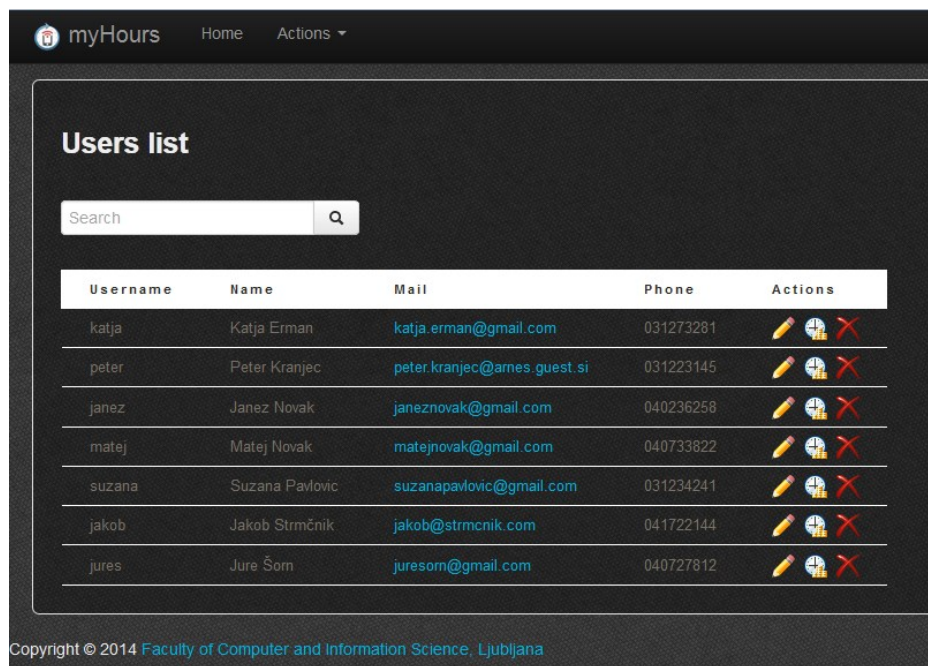 myHours Home Actions
Users list
Search
Username Name Mail Phone Actions
katja Katja Erman katja.erman@gmail.com 031273281
peter Peter Kranjec peter.kranjec@arnes.guest.si 031223145
janez Janez Novak janeznovak@gmail.com 040236258
matej Matej Novak matejnovak@gmail.com 040733822
suzana Suzana Pavlovic suzanapavlovic@gmail.com 031234241
jakob Jakob Strmčnik jakob@strmcnik.com 041722144
jures Jure Šorn juresorn@gmail.com 040727812
Copyright © 2014 Faculty of Computer and Information Science, Ljubljana